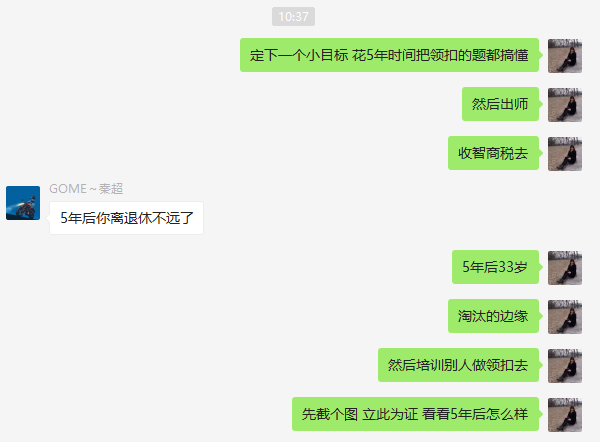 10:37
定下一个小目标 花5年时间把领扣的题都搞懂
然后出师
收智商税去
GOME~秦超
5年后你离退休不远了
5年后33岁
淘汰的边缘
然后培训别人做领扣去
先截个图 立此为证 看看5年后怎么样